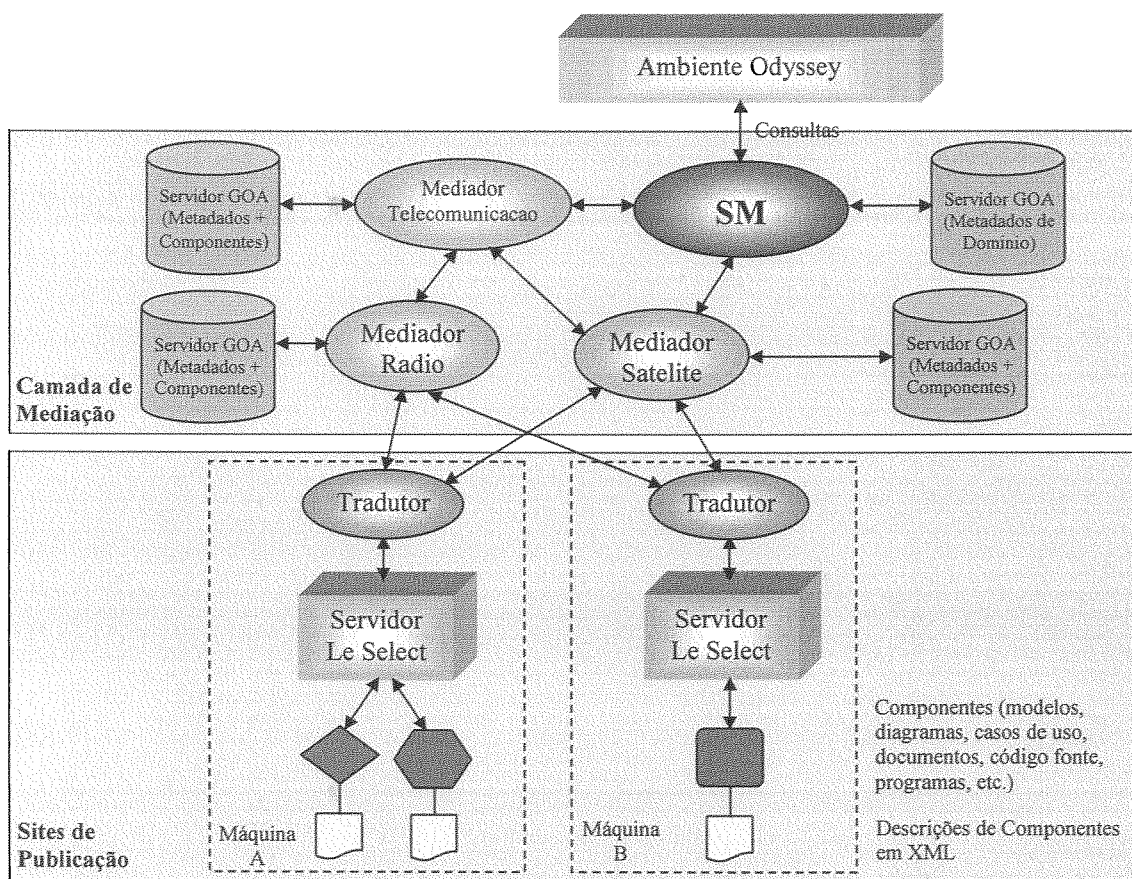 Ambiente Odyssey
Consultas
Servidor GOA
(Metadados +
Componentes)
Mediador
Telecomunicacao
SM
Servidor GOA
(Metadados de
Domínio)
Servidor GOA
(Metadados +
Componentes)
Mediador
Radio
Mediador
Satelite
Servidor GOA
(Metadados +
Componentes)
Camada de
Mediação
Tradutor
Tradutor
Servidor
Le Select
Servidor
Le Select
Componentes (modelos,
diagramas, casos de uso,
documentos, código fonte,
programas, etc.)
Sites de
Publicação
Máquina
A
Máquina
B
Descrições de Componentes
em XML